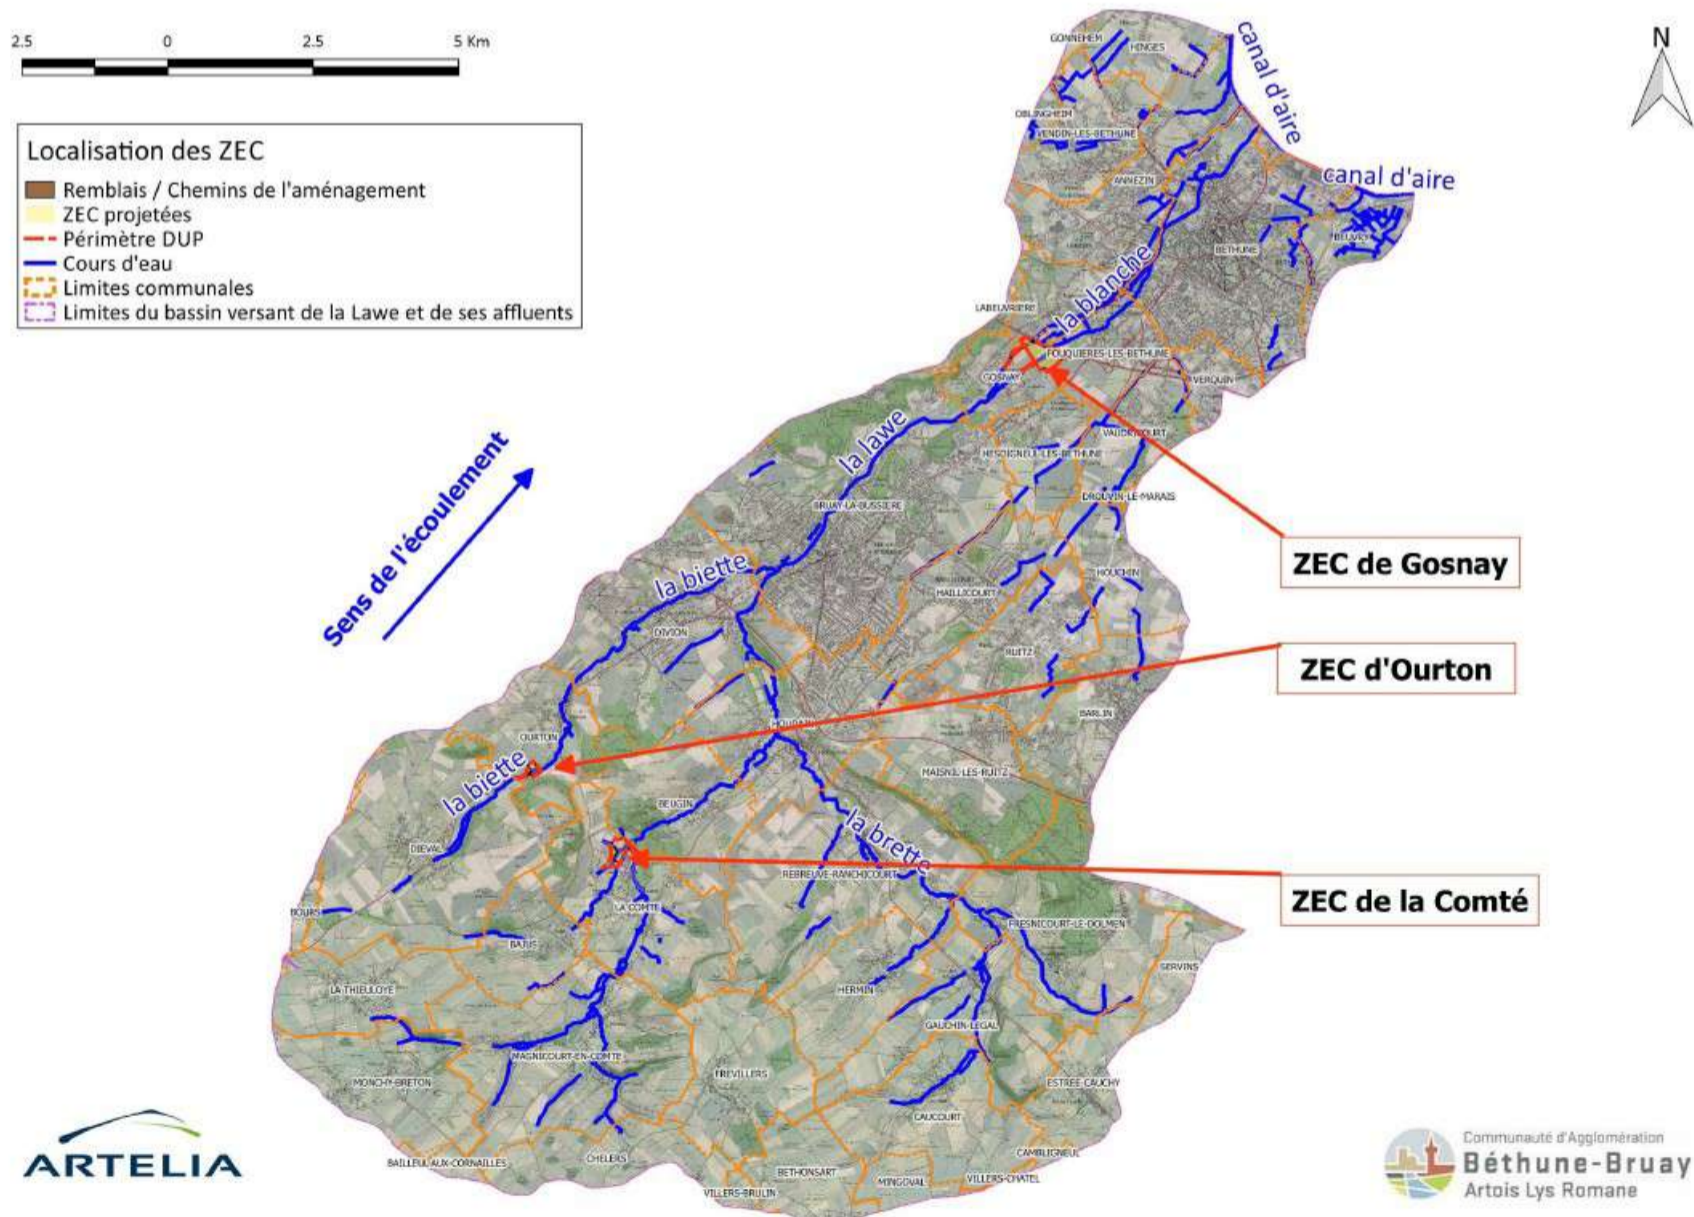 2.5 0 2.5 5 Km
N
Localisation des ZEC
Remblais / Chemins de l'aménagement
ZEC projetées
Périmètre DUP
Cours d'eau
Limites communales
Limites du bassin versant de la Lawe et de ses affluents
canal d'aire
canal d'aire
GONNEHEM
HINGES
OBLINGHEIM
VENDIN-LES-BETHUNE
ANNEZIN
BEUVRY
BETHUNE
la blanche
LABEUVRIERE
FOUQUIERES-LES-BETHUNE
GOSNAY
VERQUIN
VAUDRICOURT
la lawe
HESDIGNEUL-LES-BETHUNE
DROUVIN-LE-MARAIS
BRUAY-LA-BUSSIERE
Sens de l'écoulement
ZEC de Gosnay
la biette
HOUCHIN
HAILLICOURT
DIVION
RUITZ
ZEC d'Ourton
BARLIN
HOUDAIN
OURTON
la biette
MAISNIL-LES-RUITZ
BEUGIN
la brette
DIEVAL
REBREUVE-RANCHICOURT
ZEC de la Comté
LA COMTE
BOURS
FRESNICOURT-LE-DOLMEN
BAJUS
SERVINS
LA-THIEULOYE
HERMIN
GAUCHIN-LEGAL
MAGNICOURT-EN-COMTE
FREVILLERS
MONCHY-BRETON
ESTREE-CAUCHY
CAUCOURT
CAMBLIGNEUL
BAILLEUL-AUX-CORNAILLES
CHELERS
BETHONSART
VILLERS-CHATEL
MINGOVAL
VILLERS-BRULIN
ARTELIA
Communauté d'Agglomération
Béthune-Bruay
Artois Lys Romane